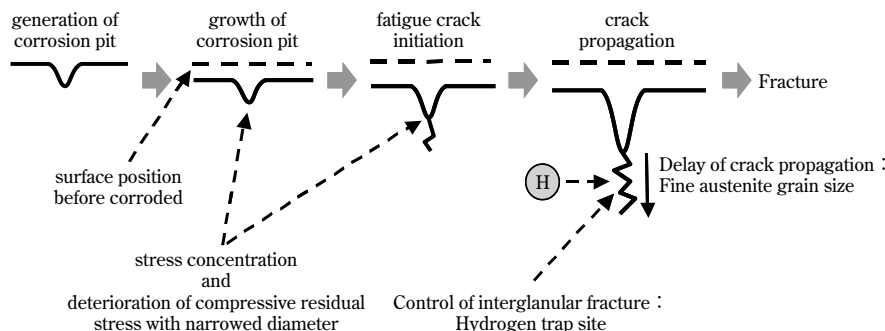 generation of
corrosion pit
growth of
corrosion pit
fatigue crack
initiation
crack
propagation
Fracture
surface position
before corroded
H
Delay of crack propagation：
Fine austenite grain size
stress concentration
and
deterioration of compressive residual
stress with narrowed diameter
Control of interglanular fracture：
Hydrogen trap site